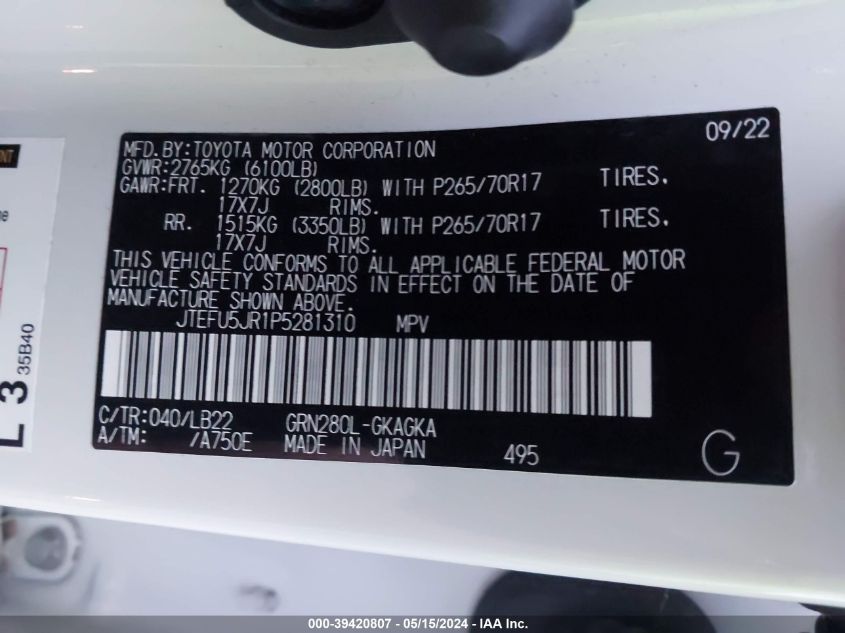 09/22
MFD.BY:TOYOTA MOTOR CORPORATION
GVWR:2765KG (6100LB)
GAWR:FRT. 1270KG (2800LB) WITH P265/70R17 TIRES.
17X7J RIMS.
RR. 1515KG (3350LB) WITH P265/70R17 TIRES.
17X7J RIMS.
THIS VEHICLE CONFORMS TO ALL APPLICABLE FEDERAL MOTOR
VEHICLE SAFETY STANDARDS IN EFFECT ON THE DATE OF
MANUFACTURE SHOWN ABOVE.
JTEFU5JR1P5281310 MPV
C/TR:040/LB22 GRN280L-GKAGKA
A/TM: /A750E MADE IN JAPAN 495
G
L 3
35B40
000-39420807 - 05/15/2024 - IAA Inc.